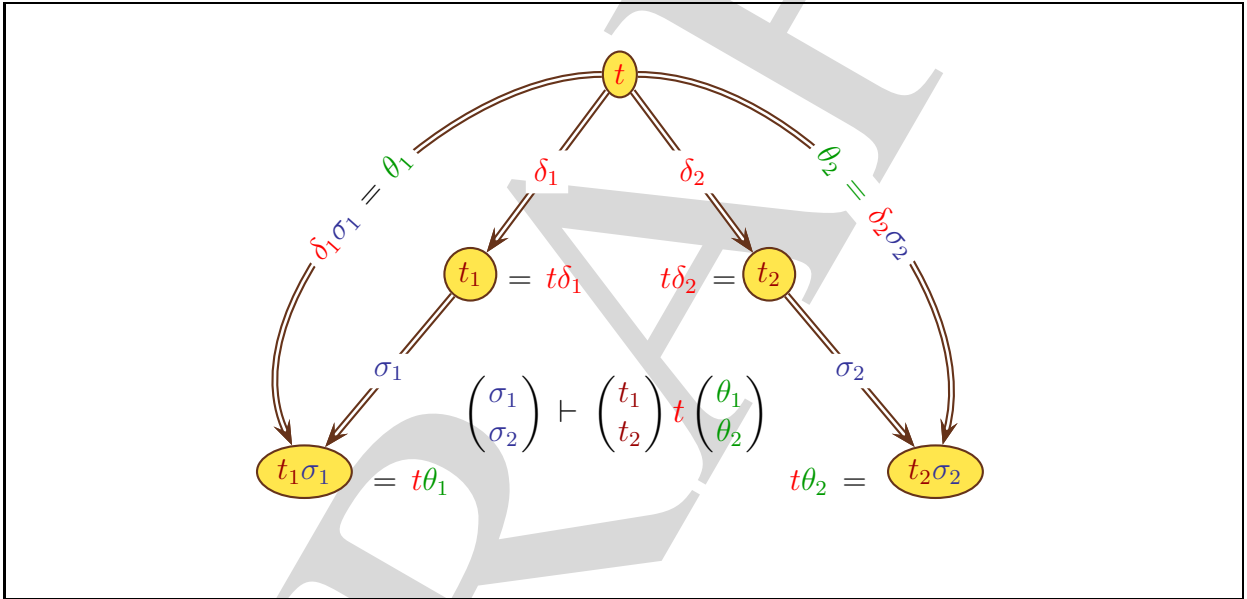 t
δ₁ δ₂
δ₁σ₁ = θ₁
θ₂ = δ₂σ₂
t₁ = tδ₁ tδ₂ = t₂
σ₁ σ₂
(σ₁ σ₂) ⊢ (t₁ t₂) t (θ₁ θ₂)
t₁σ₁ = tθ₁ tθ₂ = t₂σ₂